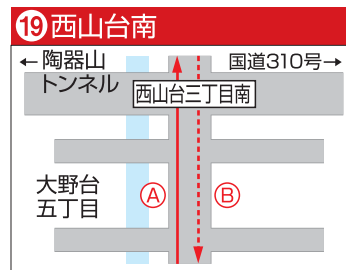 ⑲西山台南
←陶器山
トンネル
国道310号→
西山台三丁目南
大野台
五丁目
Ⓐ
Ⓑ